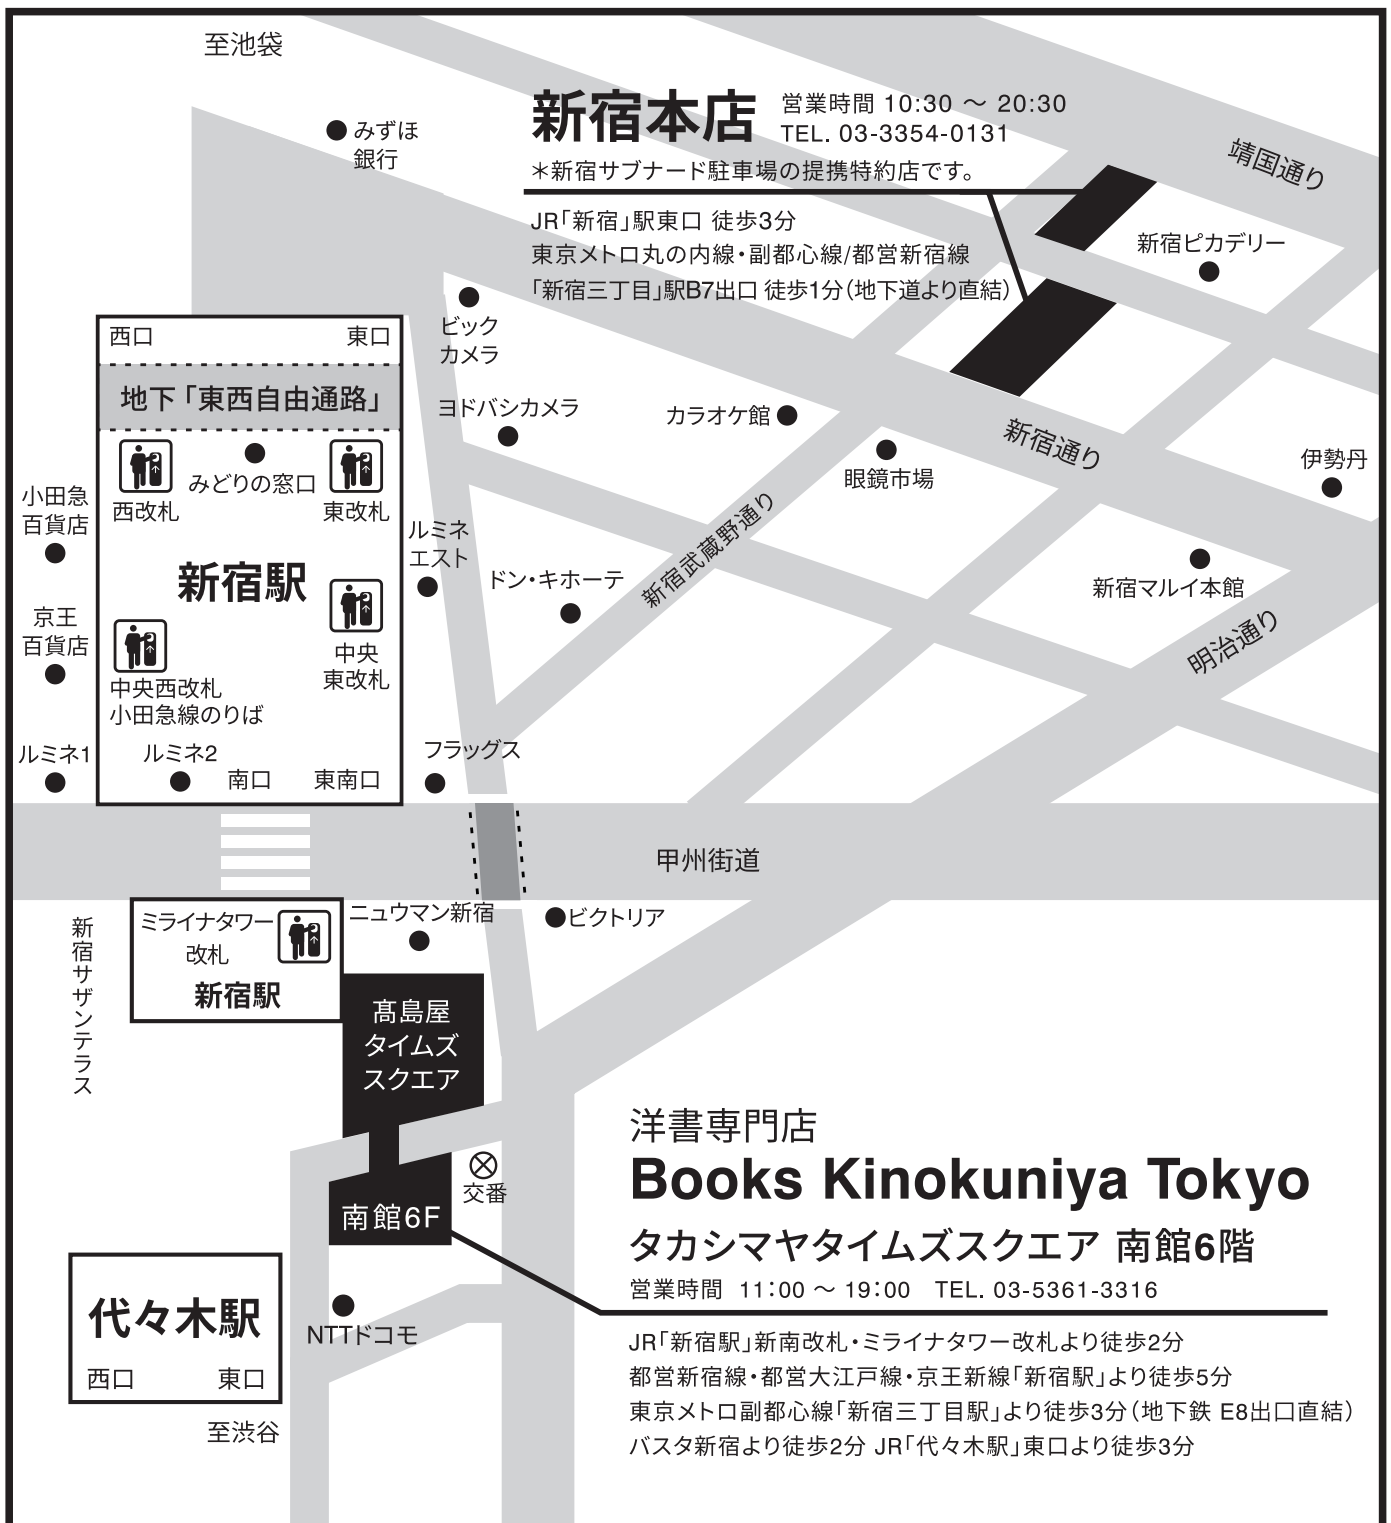 至池袋
みずほ
銀行
新宿本店
営業時間 10:30 ～ 20:30
TEL. 03-3354-0131
＊新宿サブナード駐車場の提携特約店です。
JR「新宿」駅東口 徒歩3分
東京メトロ丸の内線・副都心線/都営新宿線
「新宿三丁目」駅B7出口 徒歩1分(地下道より直結)
靖国通り
新宿ピカデリー
ビック
カメラ
西口
東口
地下「東西自由通路」
ヨドバシカメラ
カラオケ館
眼鏡市場
新宿通り
伊勢丹
みどりの窓口
西改札
東改札
小田急
百貨店
ルミネ
エスト
新宿駅
ドン・キホーテ
新宿武蔵野通り
新宿マルイ本館
明治通り
京王
百貨店
中央
東改札
中央西改札
小田急線のりば
ルミネ1
ルミネ2
南口
東南口
フラッグス
甲州街道
新宿サザンテラス
ミライナタワー
改札
新宿駅
ニュウマン新宿
ビクトリア
髙島屋
タイムズ
スクエア
交番
南館6F
洋書専門店
Books Kinokuniya Tokyo
タカシマヤタイムズスクエア 南館6階
営業時間 11:00 ～ 19:00 TEL. 03-5361-3316
JR「新宿駅」新南改札・ミライナタワー改札より徒歩2分
都営新宿線・都営大江戸線・京王新線「新宿駅」より徒歩5分
東京メトロ副都心線「新宿三丁目駅」より徒歩3分(地下鉄 E8出口直結)
バスタ新宿より徒歩2分 JR「代々木駅」東口より徒歩3分
代々木駅
西口
東口
NTTドコモ
至渋谷